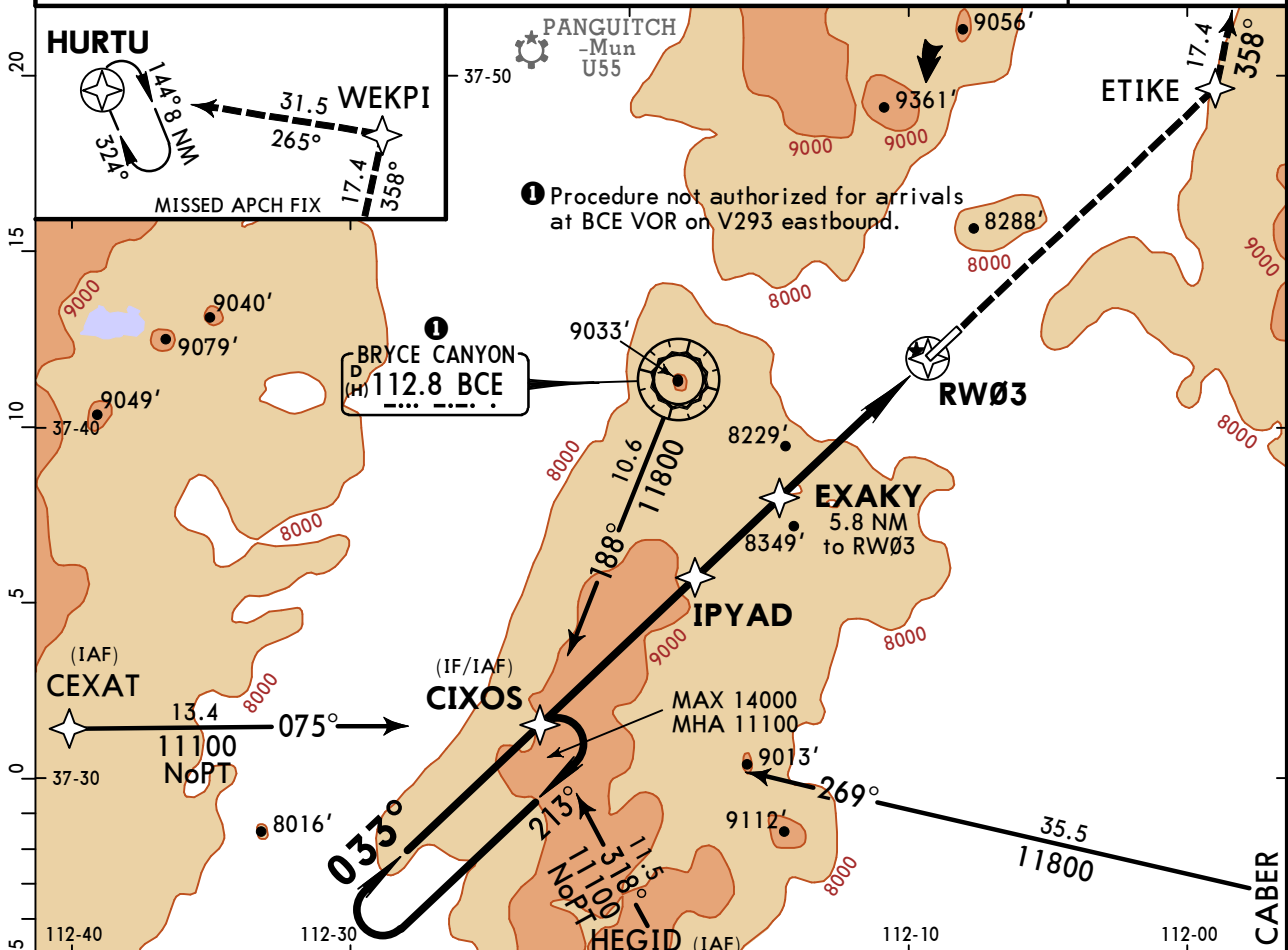 HURTU
144°
8 NM
324°
31.5
WEKPI
265°
17.4
358°
MISSED APCH FIX
PANGUITCH
-Mun
U55
37-50
9056'
9361'
9000
9000
ETIKE
17.4
358°
1 Procedure not authorized for arrivals
at BCE VOR on V293 eastbound.
8288'
8000
8000
9000
8000
20
15
10
5
0
5
9000
9040'
9079'
9049'
37-40
1
BRYCE CANYON
D
(H) 112.8 BCE
9033'
RWØ3
8000
10.6
11800
188°
8229'
EXAKY
5.8 NM
to RWØ3
8349'
IPYAD
9000
8000
8000
(IAF)
CEXAT
8000
13.4
075°
11100
NoPT
(IF/IAF)
CIXOS
MAX 14000
MHA 11100
37-30
8016'
033°
213°
9013'
269°
35.5
11800
CABER
9112'
8000
11.5
318°
11100
NoPT
HEGID (IAF)
112-40
112-30
112-10
112-00